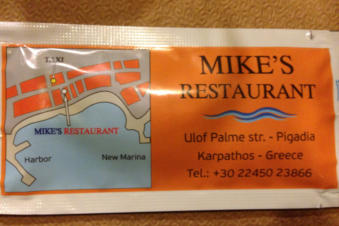 TAXI
MIKE'S RESTAURANT
Harbor
New Marina
MIKE'S
RESTAURANT
Ulof Palme str. - Pigadia
Karpathos - Greece
Tel.: +30 22450 23866